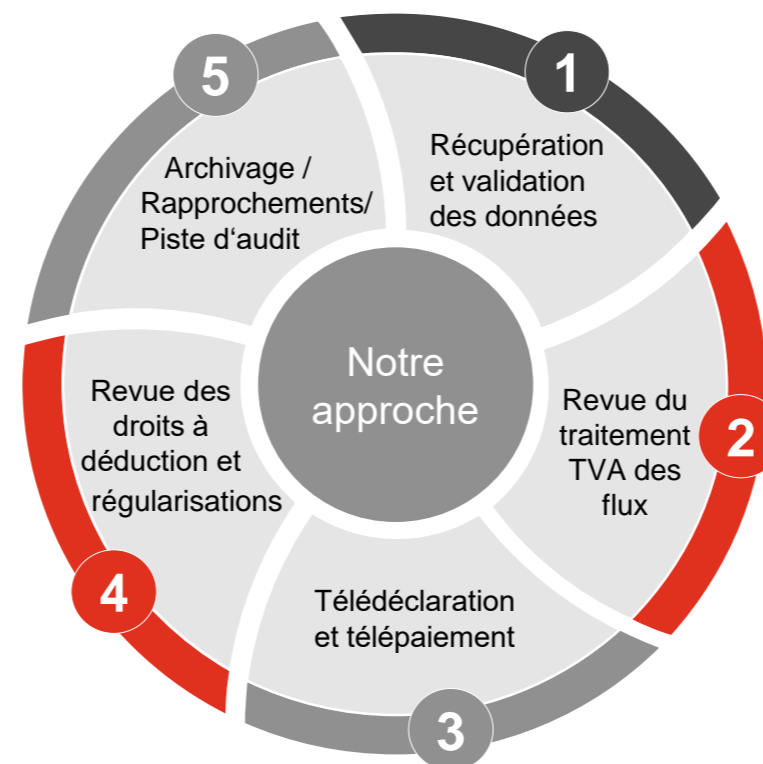 Notre
approche
1
Récupération
et validation
des données
2
Revue du
traitement
TVA des
flux
3
Télédéclaration
et télépaiement
4
Revue des
droits à
déduction et
régularisations
5
Archivage /
Rapprochements/
Piste d‘audit